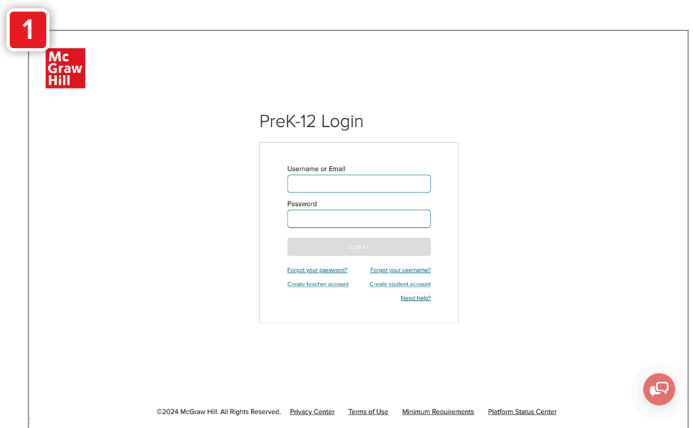 1
Mc
Graw
Hill
PreK-12 Login
Username or Email
Password
Log In
Forgot your password? Forgot your username?
Create teacher account Create student account
Need help?
©2024 McGraw Hill. All Rights Reserved. Privacy Center Terms of Use Minimum Requirements Platform Status Center